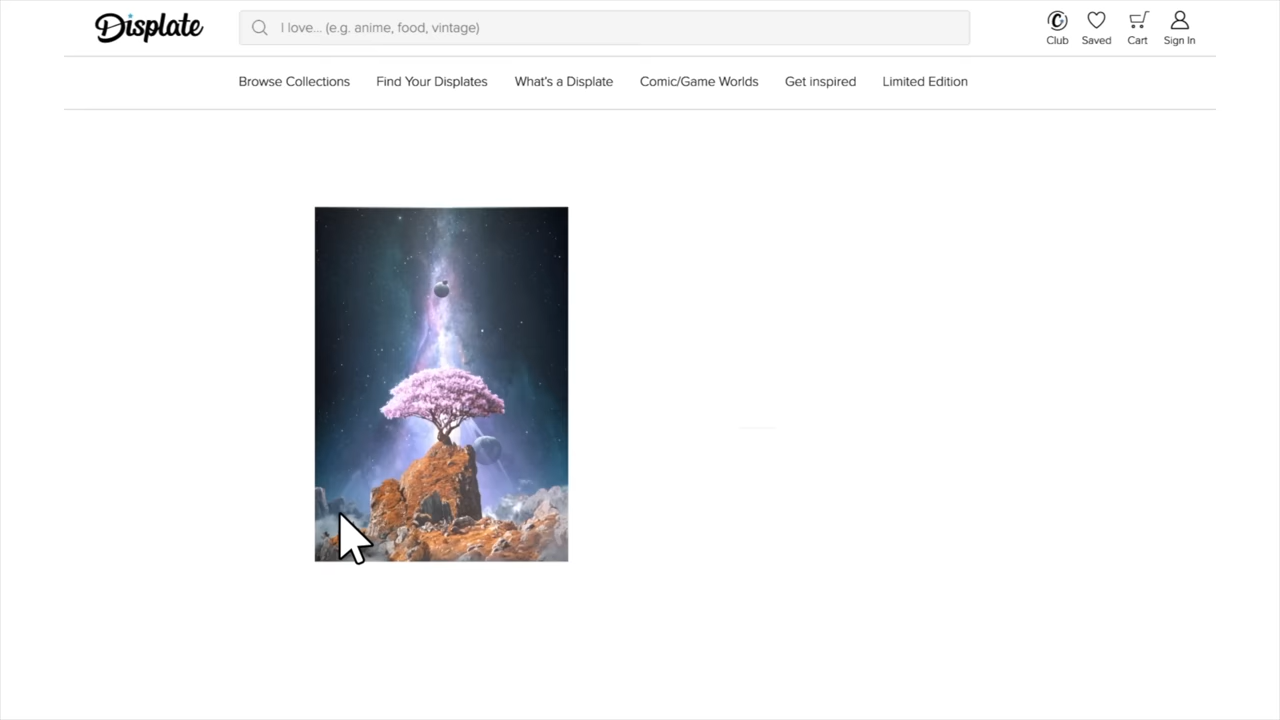 Displate
I love... (e.g. anime, food, vintage)
Club Saved Cart Sign In
Browse Collections Find Your Displates What's a Displate Comic/Game Worlds Get inspired Limited Edition